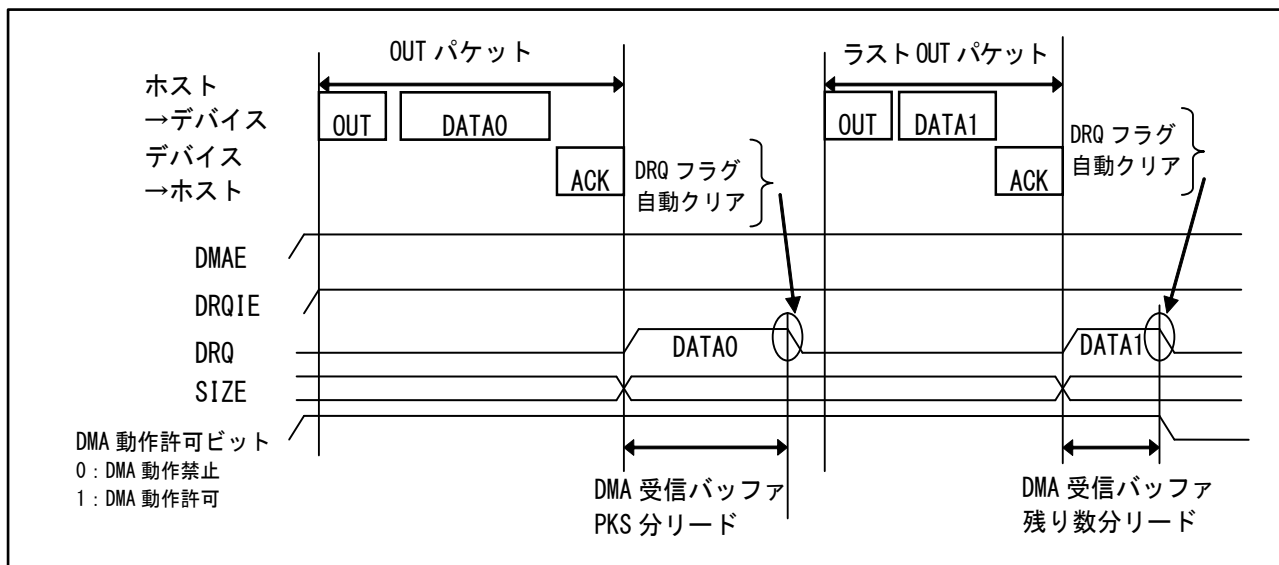 OUT パケット
ラスト OUT パケット
ホスト
→デバイス
OUT
DATA0
OUT
DATA1
DRQ フラグ
自動クリア
デバイス
→ホスト
ACK
DRQ フラグ
自動クリア
ACK
DMAE
DRQIE
DRQ
DATA0
DATA1
SIZE
DMA 動作許可ビット
0:DMA 動作禁止
1:DMA 動作許可
DMA 受信バッファ
PKS 分リード
DMA 受信バッファ
残り数分リード